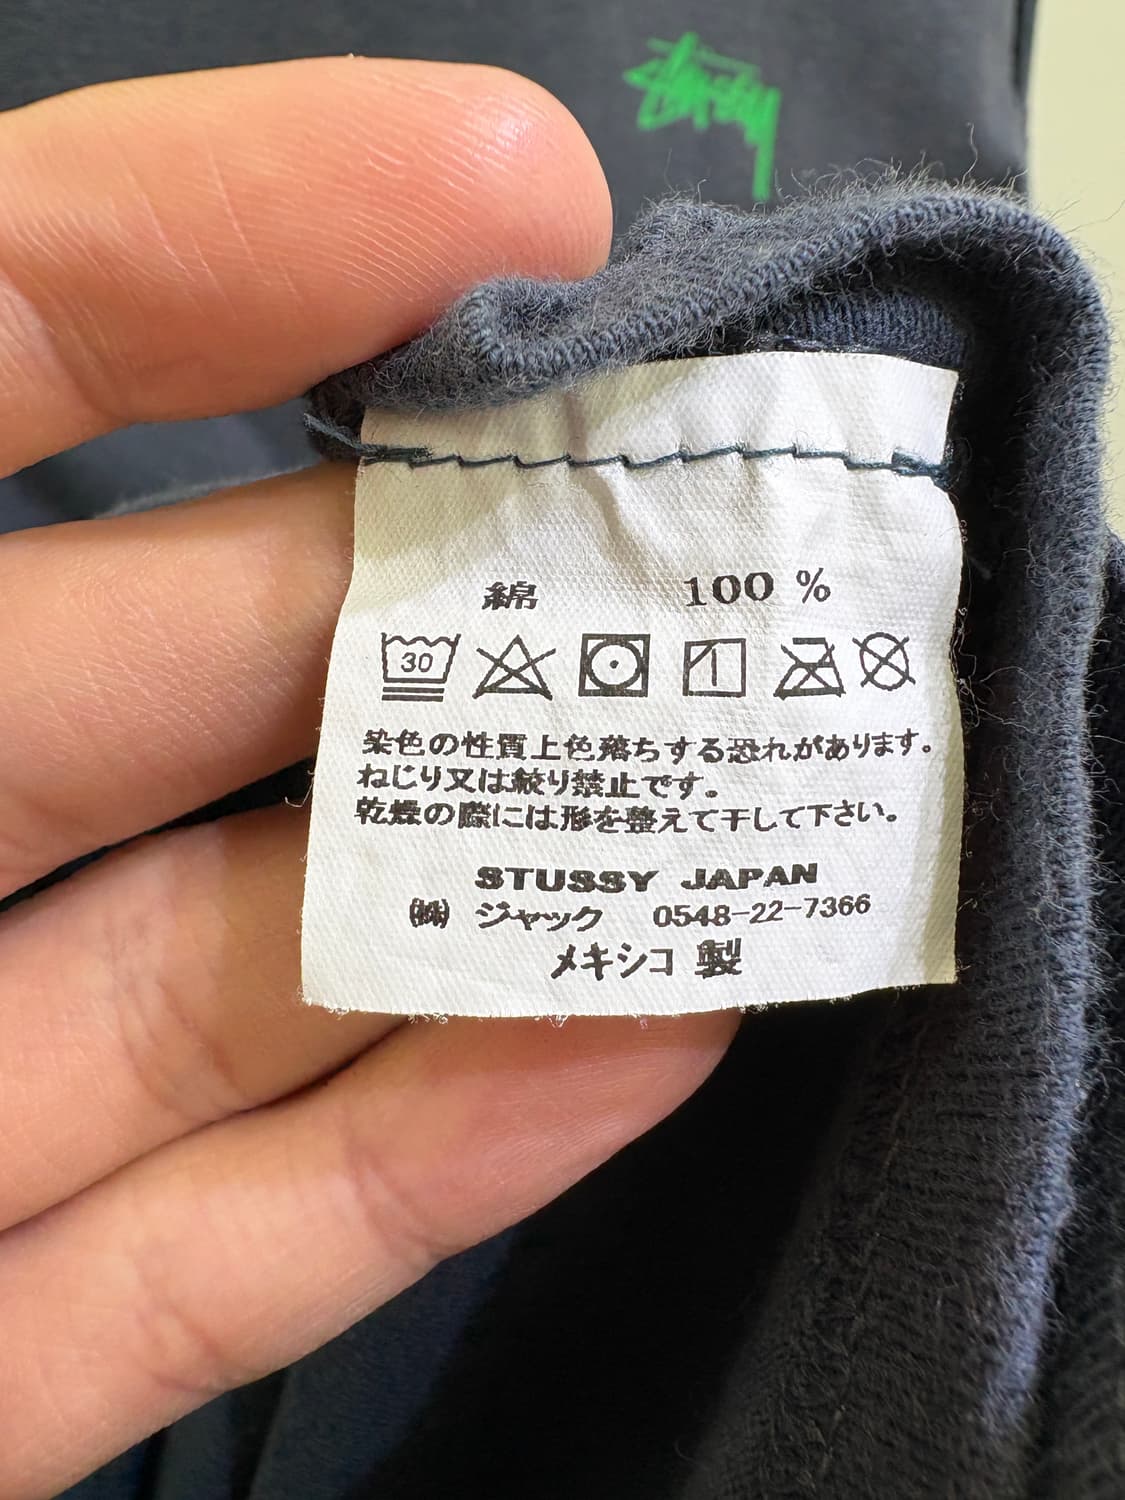 Stüssy
綿 100 %
30
染色の性質上色落ちする恐れがあります。
ねじり又は絞り禁止です。
乾燥の際には形を整えて干して下さい。
STUSSY JAPAN
㈱ ジャック 0548-22-7366
メキシコ 製